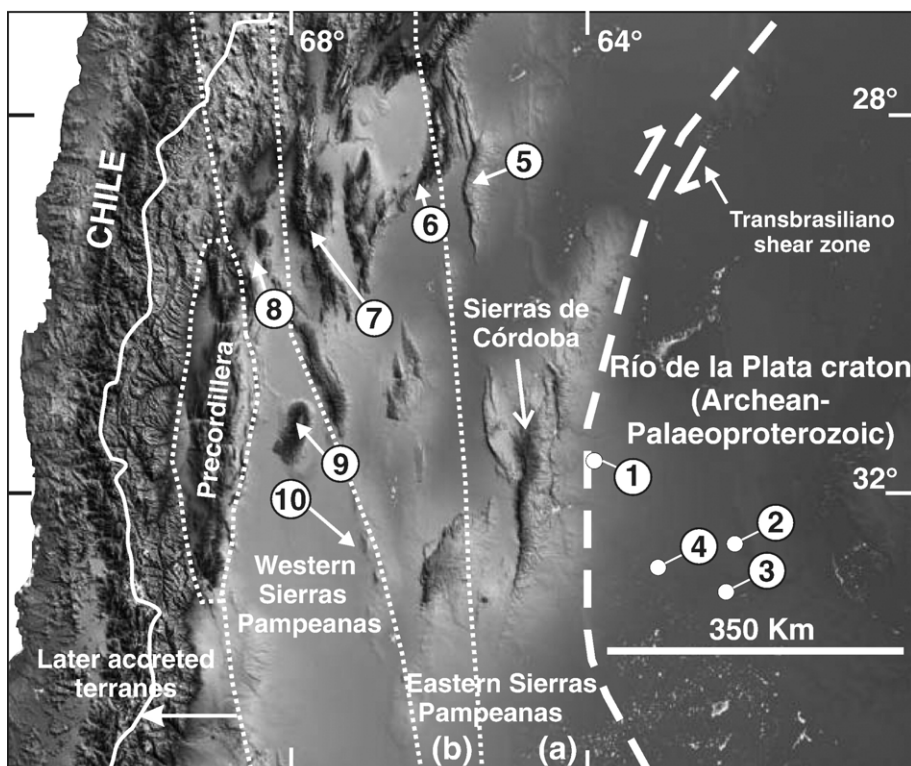 68°
64°
28°
CHILE
5
6
Transbrasiliano
shear zone
8
7
Sierras de
Córdoba
Precordillera
Río de la Plata craton
(Archean-
Palaeoproterozoic)
9
1
10
32°
2
4
3
Western
Sierras
Pampeanas
350 Km
Later accreted
terranes
Eastern Sierras
Pampeanas
(b)
(a)